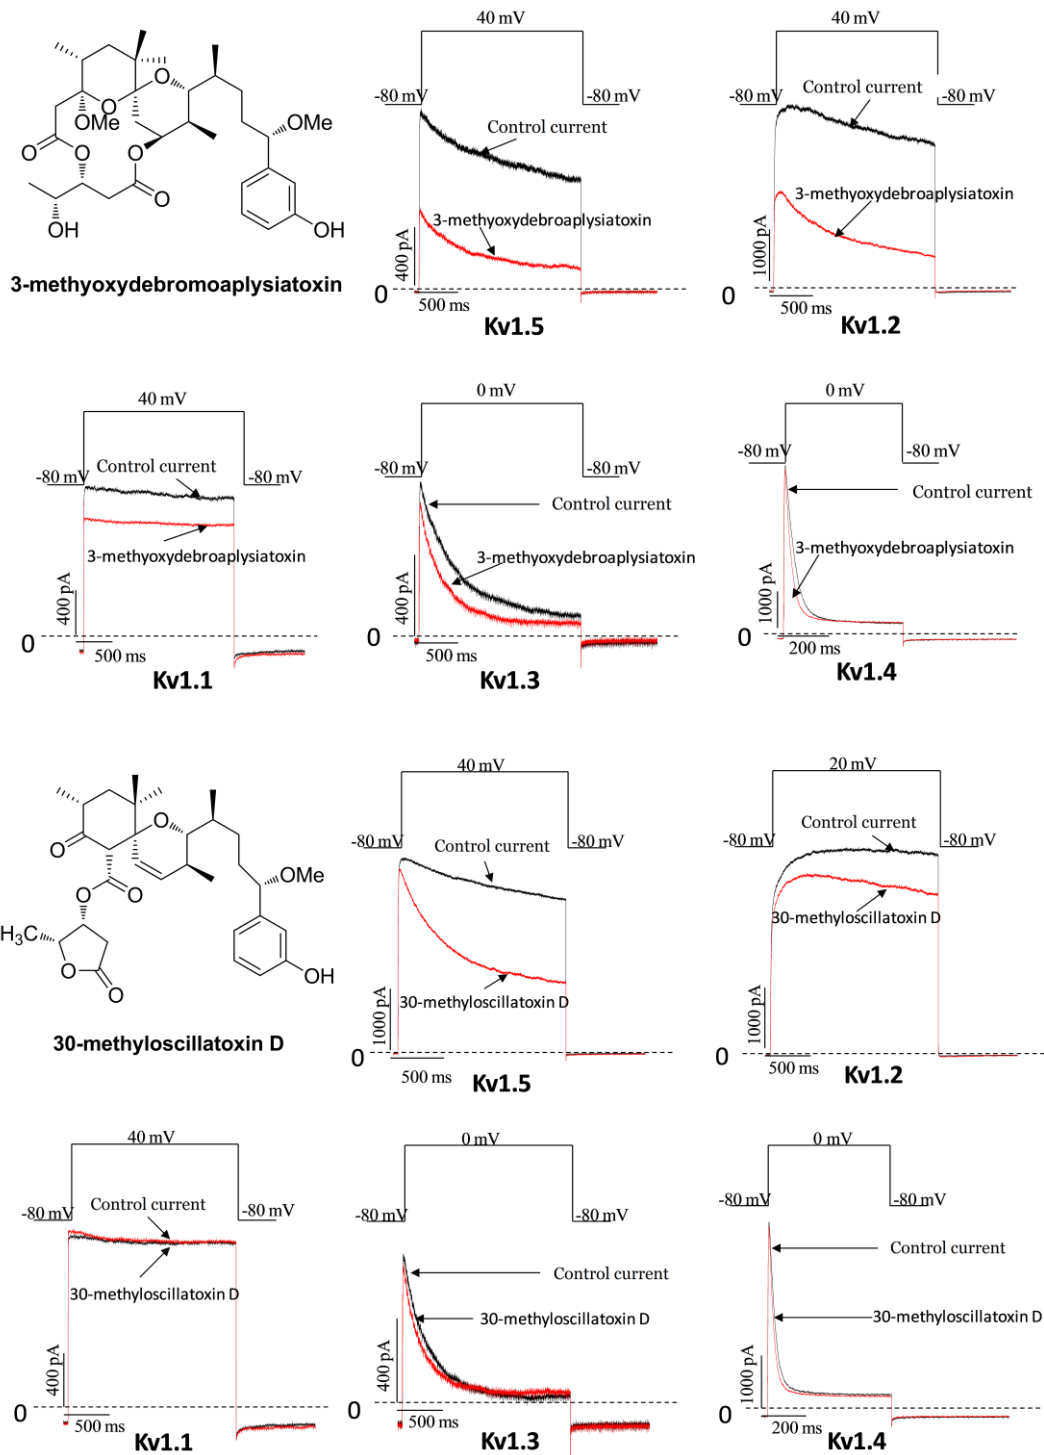 40 mV
-80 mV
-80 mV
Control current
3-methyoxydebroaplysiatoxin
400 pA
0
500 ms
Kv1.5
40 mV
-80 mV
-80 mV
Control current
3-methyoxydebroaplysiatoxin
1000 pA
0
500 ms
Kv1.2
O
O
OMe
O
O
O
O
OH
OMe
OH
3-methyoxydebromoaplysiatoxin
40 mV
-80 mV
-80 mV
Control current
3-methyoxydebroaplysiatoxin
400 pA
0
500 ms
Kv1.1
0 mV
-80 mV
-80 mV
Control current
3-methyoxydebroaplysiatoxin
400 pA
0
500 ms
Kv1.3
0 mV
-80 mV
-80 mV
Control current
3-methyoxydebroaplysiatoxin
1000 pA
0
200 ms
Kv1.4
O
O
O
O
H3C
O
O
OMe
OH
30-methyloscillatoxin D
40 mV
-80 mV
-80 mV
Control current
30-methyloscillatoxin D
1000 pA
0
500 ms
Kv1.5
20 mV
-80 mV
-80 mV
Control current
30-methyloscillatoxin D
1000 pA
0
500 ms
Kv1.2
40 mV
-80 mV
-80 mV
Control current
30-methyloscillatoxin D
400 pA
0
500 ms
Kv1.1
0 mV
-80 mV
-80 mV
Control current
30-methyloscillatoxin D
400 pA
0
500 ms
Kv1.3
0 mV
-80 mV
-80 mV
Control current
30-methyloscillatoxin D
1000 pA
0
200 ms
Kv1.4